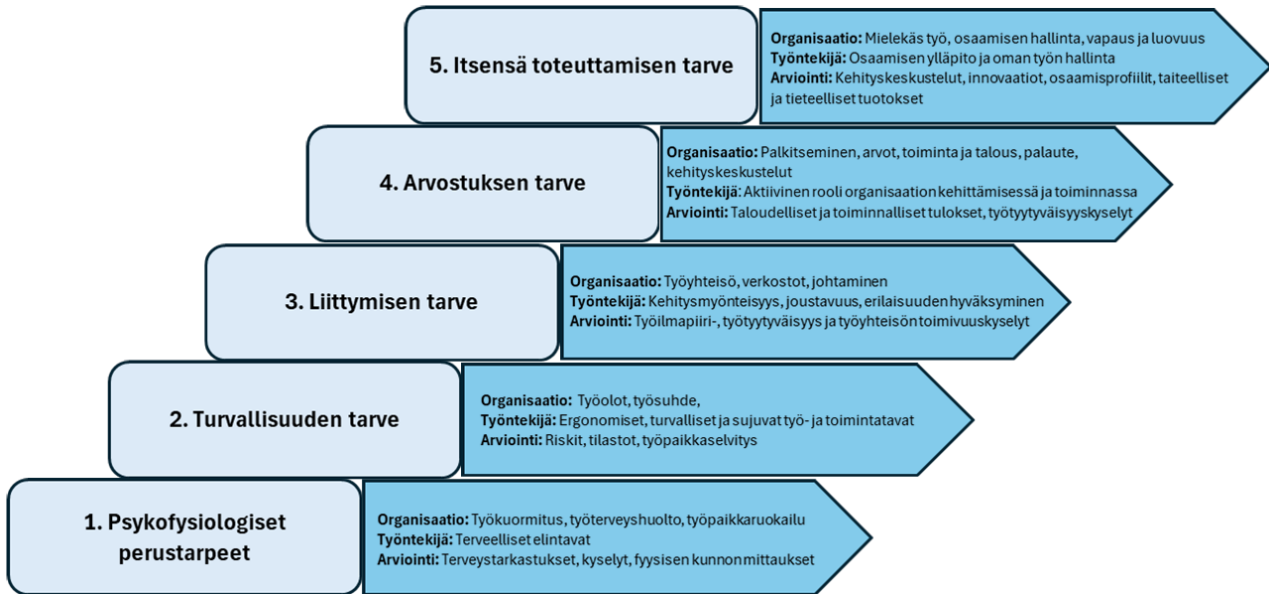 5. Itsensä toteuttamisen tarve
Organisaatio: Mielekäs työ, osaamisen hallinta, vapaus ja luovuus
Työntekijä: Osaamisen ylläpito ja oman työn hallinta
Arviointi: Kehityskeskustelut, innovaatiot, osaamisprofiilit, taiteelliset
ja tieteelliset tuotokset
4. Arvostuksen tarve
Organisaatio: Palkitseminen, arvot, toiminta ja talous, palaute,
kehityskeskustelut
Työntekijä: Aktiivinen rooli organisaation kehittämisessä ja toiminnassa
Arviointi: Taloudelliset ja toiminnalliset tulokset, työtyytyväisyyskyselyt
3. Liittymisen tarve
Organisaatio: Työyhteisö, verkostot, johtaminen
Työntekijä: Kehitysmyönteisyys, joustavuus, erilaisuuden hyväksyminen
Arviointi: Työilmapiiri-, työtyytyväisyys ja työyhteisön toimivuuskyselyt
2. Turvallisuuden tarve
Organisaatio: Työolot, työsuhde,
Työntekijä: Ergonomiset, turvalliset ja sujuvat työ- ja toimintatavat
Arviointi: Riskit, tilastot, työpaikkaselvitys
1. Psykofysiologiset
perustarpeet
Organisaatio: Työkuormitus, työterveyshuolto, työpaikkaruokailu
Työntekijä: Terveelliset elintavat
Arviointi: Terveystarkastukset, kyselyt, fyysisen kunnon mittaukset